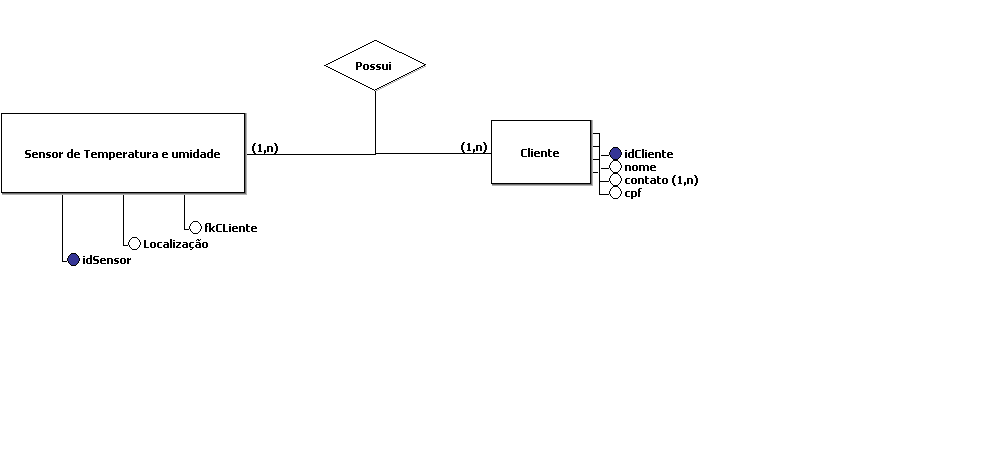 Possui
Sensor de Temperatura e umidade
(1,n)
(1,n)
Cliente
idCliente
nome
contato (1,n)
cpf
fkCLiente
Localização
idSensor